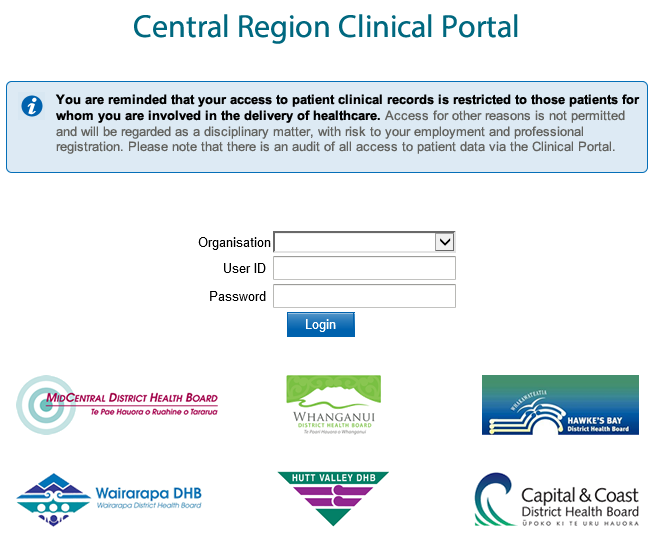 Central Region Clinical Portal
You are reminded that your access to patient clinical records is restricted to those patients for
whom you are involved in the delivery of healthcare. Access for other reasons is not permitted
and will be regarded as a disciplinary matter, with risk to your employment and professional
registration. Please note that there is an audit of all access to patient data via the Clinical Portal.
Organisation
User ID
Password
Login
MIDCENTRAL DISTRICT HEALTH BOARD
Te Pae Hauora o Ruahine o Tararua
WHANGANUI
DISTRICT HEALTH BOARD
Te Poari Hauora o Whanganui
WHAKAWATEATIA
HAWKE'S BAY
District Health Board
Wairarapa DHB
Wairarapa District Health Board
HUTT VALLEY DHB
Capital & Coast
District Health Board
ŪPOKO KI TE URU HAUORA